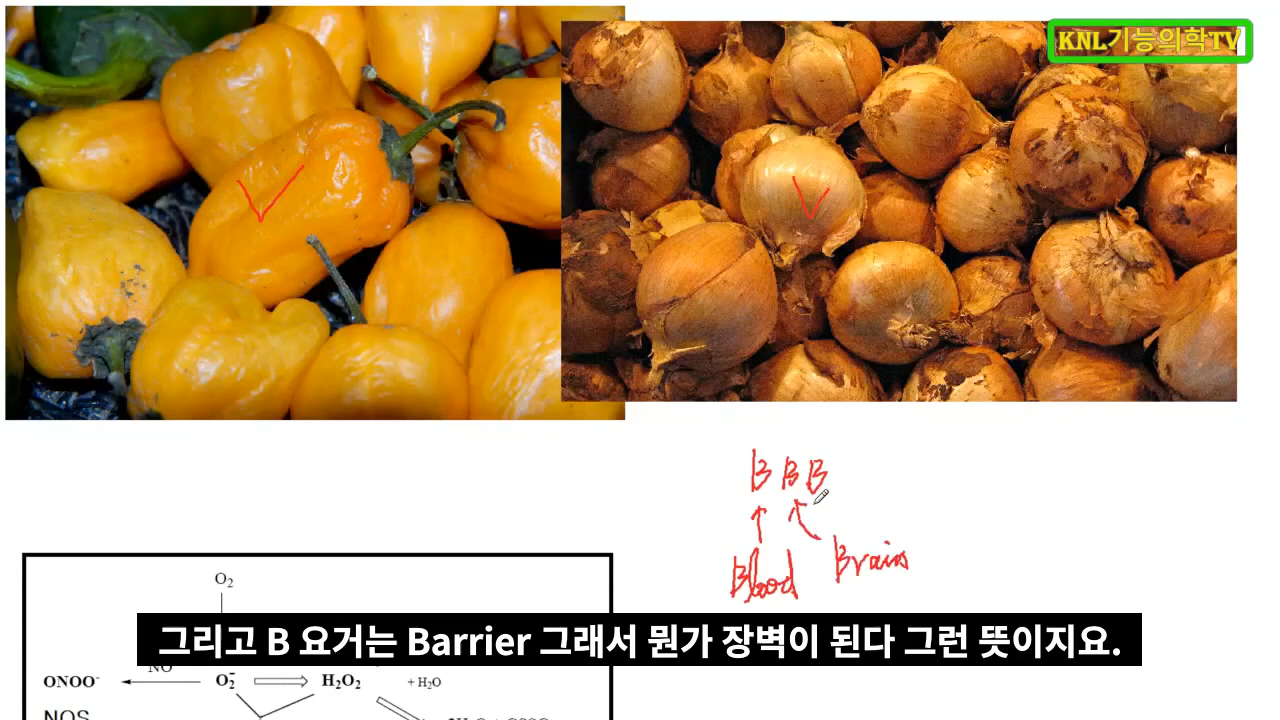 KNL기능의학TV
B B B
Blood
Brain
O2
그리고 B 요거는 Barrier 그래서 뭔가 장벽이 된다 그런 뜻이지요.
NO
ONOO⁻ O2⁻ H2O2 + H2O
NOS